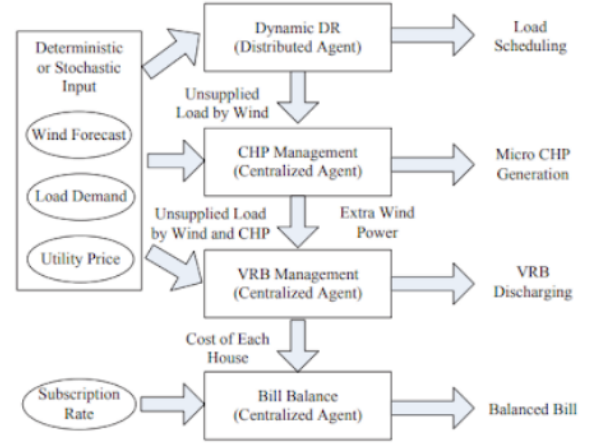 Deterministic
or Stochastic
Input
Wind Forecast
Load Demand
Utility Price
Dynamic DR
(Distributed Agent)
Load
Scheduling
Unsupplied
Load by Wind
CHP Management
(Centralized Agent)
Micro CHP
Generation
Unsupplied Load
by Wind and CHP
Extra Wind
Power
VRB Management
(Centralized Agent)
VRB
Discharging
Cost of Each
House
Subscription
Rate
Bill Balance
(Centralized Agent)
Balanced Bill